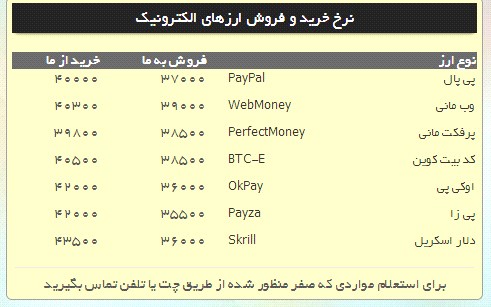 نرخ خرید و فروش ارزهای الکترونیک
نوع ارز فروش به ما خرید از ما
پی پال PayPal ۳۷۰۰۰ ۴۰۰۰۰
وب مانی WebMoney ۳۹۰۰۰ ۴۰۳۰۰
پرفکت مانی PerfectMoney ۳۸۵۰۰ ۳۹۸۰۰
کد بیت کوین BTC-E ۳۸۵۰۰ ۴۰۵۰۰
اوکی پی OkPay ۳۶۰۰۰ ۴۲۰۰۰
پی زا Payza ۳۵۵۰۰ ۴۲۰۰۰
دلار اسکریل Skrill ۳۶۰۰۰ ۴۳۵۰۰
برای استعلام مواردی که صفر منظور شده از طریق چت یا تلفن تماس بگیرید